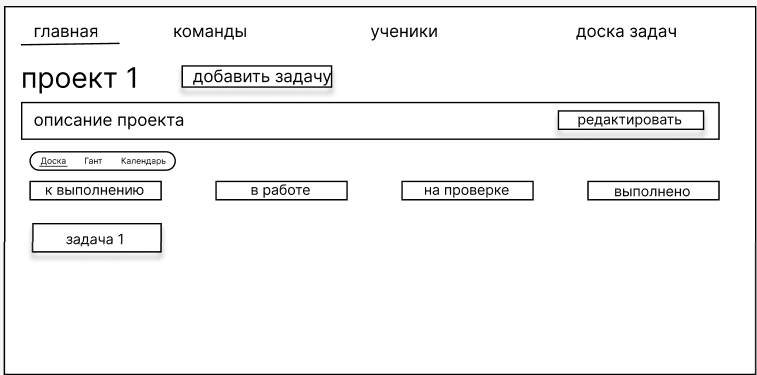 главная команды ученики доска задач
проект 1 добавить задачу
описание проекта редактировать
Доска Гант Календарь
к выполнению в работе на проверке выполнено
задача 1